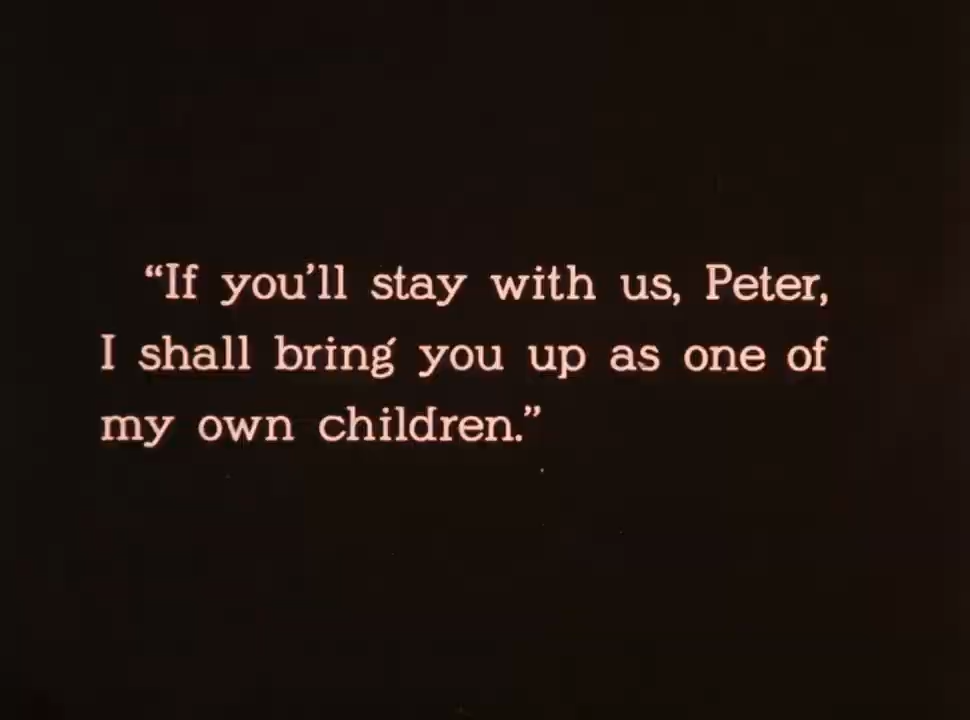 “If you’ll stay with us, Peter,
I shall bring you up as one of
my own children.”